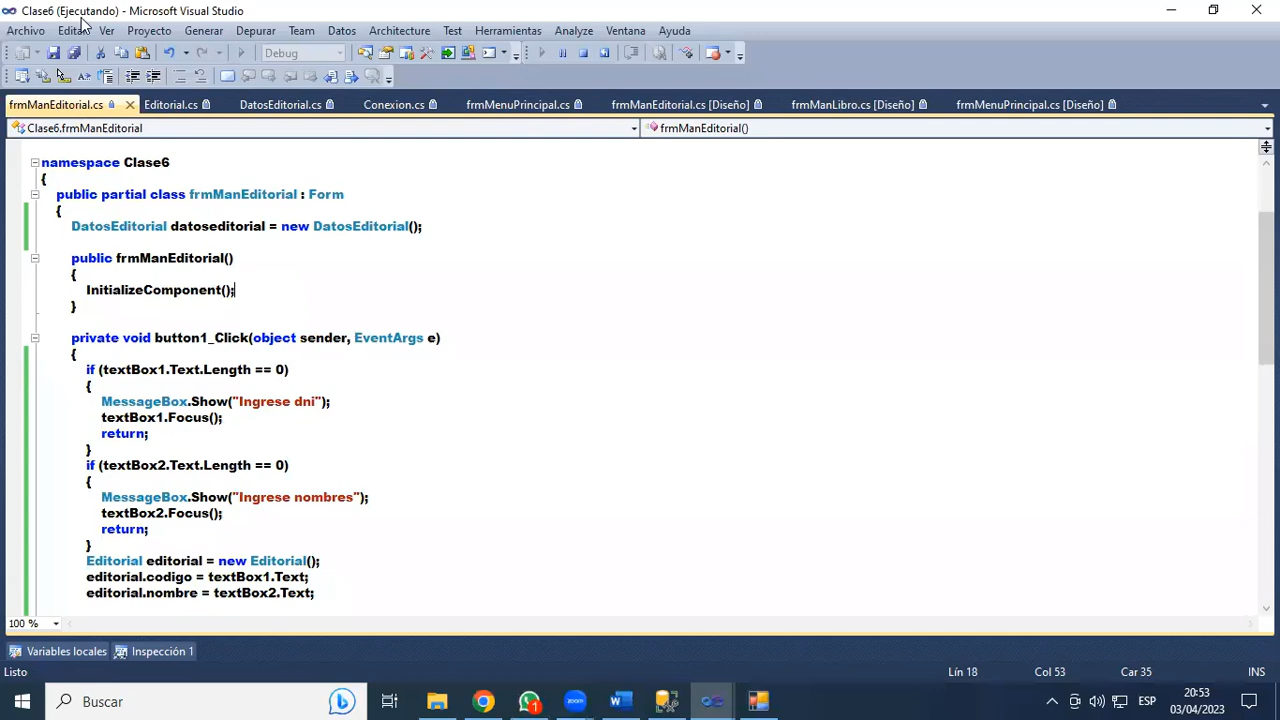 Clase6 (Ejecutando) - Microsoft Visual Studio
Archivo Editar Ver Proyecto Generar Depurar Team Datos Architecture Test Herramientas Analyze Ventana Ayuda
Debug
frmManEditorial.cs Editorial.cs DatosEditorial.cs Conexion.cs frmMenuPrincipal.cs frmManEditorial.cs [Diseño] frmManLibro.cs [Diseño] frmMenuPrincipal.cs [Diseño]
Clase6.frmManEditorial frmManEditorial()
namespace Clase6
{
public partial class frmManEditorial : Form
{
DatosEditorial datoseditorial = new DatosEditorial();
public frmManEditorial()
{
InitializeComponent();
}
private void button1_Click(object sender, EventArgs e)
{
if (textBox1.Text.Length == 0)
{
MessageBox.Show("Ingrese dni");
textBox1.Focus();
return;
}
if (textBox2.Text.Length == 0)
{
MessageBox.Show("Ingrese nombres");
textBox2.Focus();
return;
}
Editorial editorial = new Editorial();
editorial.codigo = textBox1.Text;
editorial.nombre = textBox2.Text;
100 %
Variables locales Inspección 1
Listo Lín 18 Col 53 Car 35 INS
Buscar 1 zoom ESP 20:53
03/04/2023